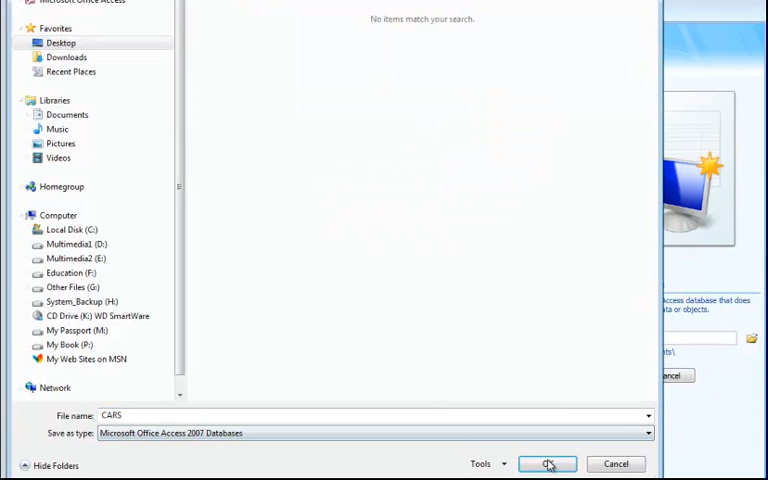 Microsoft Office Access
No items match your search.
Favorites
Desktop
Downloads
Recent Places
Libraries
Documents
Music
Pictures
Videos
Homegroup
Computer
Local Disk (C:)
Multimedia1 (D:)
Multimedia2 (E:)
Education (F:)
Other Files (G:)
System_Backup (H:)
CD Drive (K:) WD SmartWare
My Passport (M:)
My Book (P:)
My Web Sites on MSN
Network
Access database that does
or objects.
File name: CARS
Save as type: Microsoft Office Access 2007 Databases
Hide Folders
Tools
Cancel